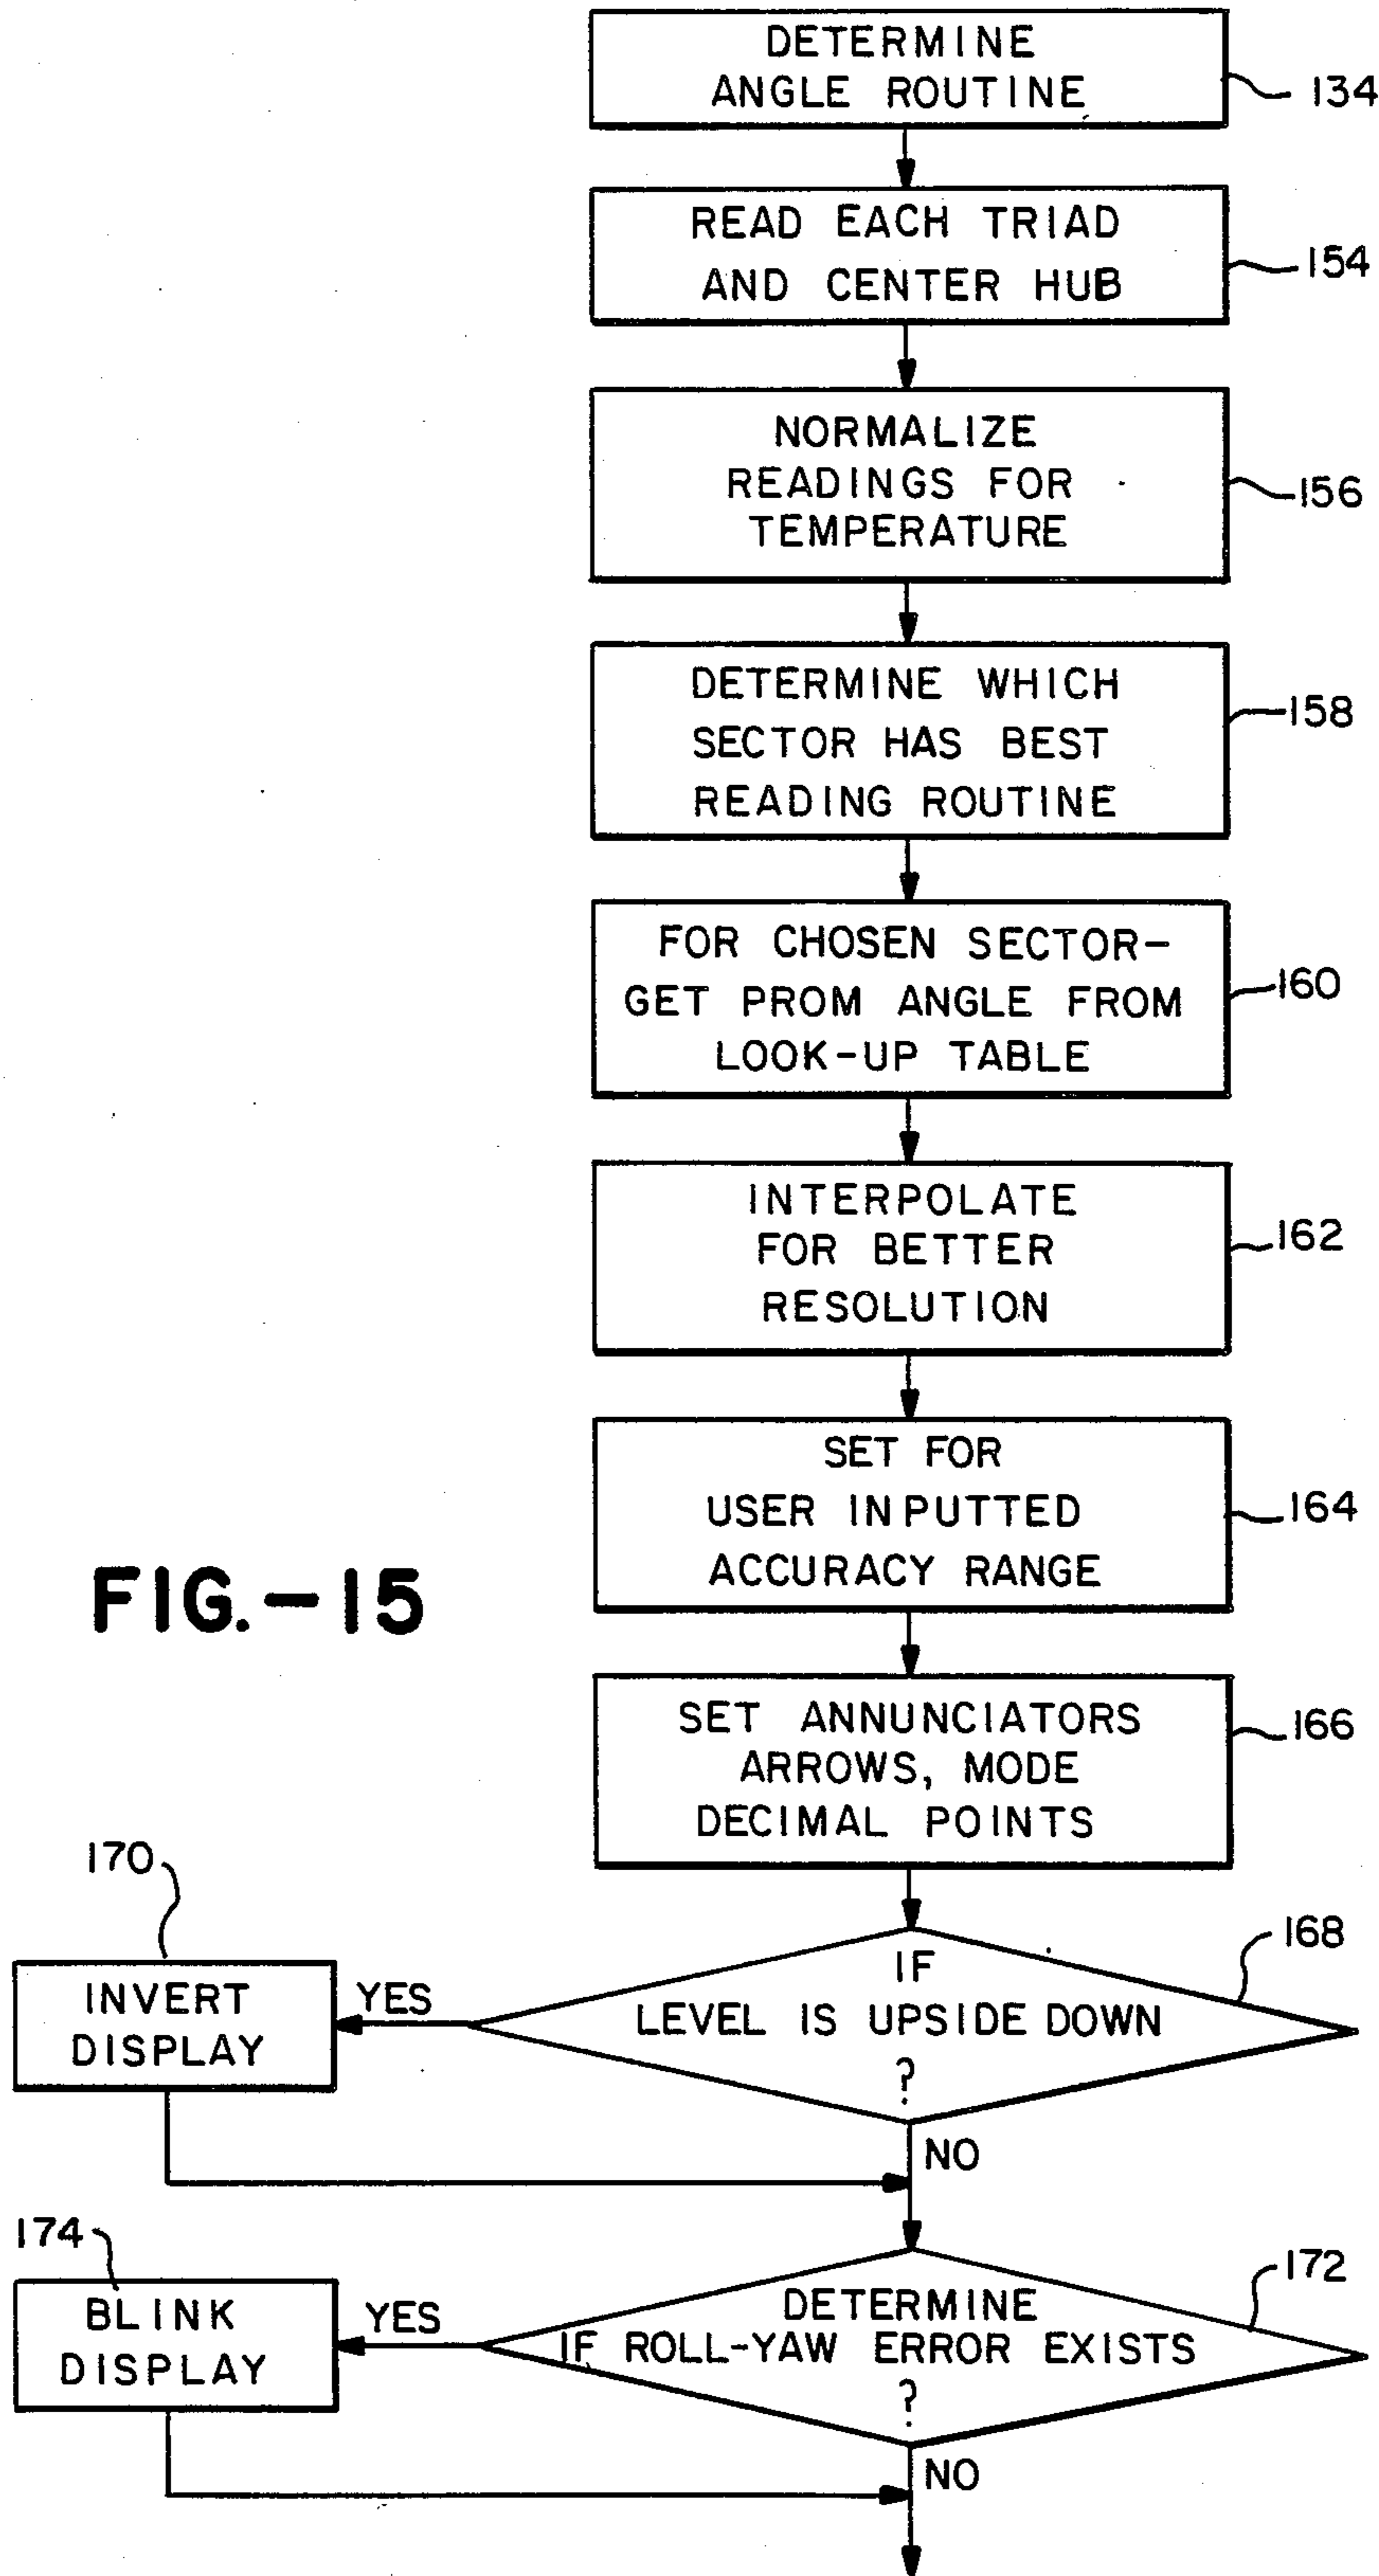 DETERMINE
ANGLE ROUTINE
134
READ EACH TRIAD
AND CENTER HUB
154
NORMALIZE
READINGS FOR
TEMPERATURE
156
DETERMINE WHICH
SECTOR HAS BEST
READING ROUTINE
158
FOR CHOSEN SECTOR-
GET PROM ANGLE FROM
LOOK-UP TABLE
160
INTERPOLATE
FOR BETTER
RESOLUTION
162
SET FOR
USER INPUTTED
ACCURACY RANGE
164
FIG.-15
SET ANNUNCIATORS
ARROWS, MODE
DECIMAL POINTS
166
170
INVERT
DISPLAY
YES
IF
LEVEL IS UPSIDE DOWN
?
168
NO
174
BLINK
DISPLAY
YES
DETERMINE
IF ROLL-YAW ERROR EXISTS
?
172
NO